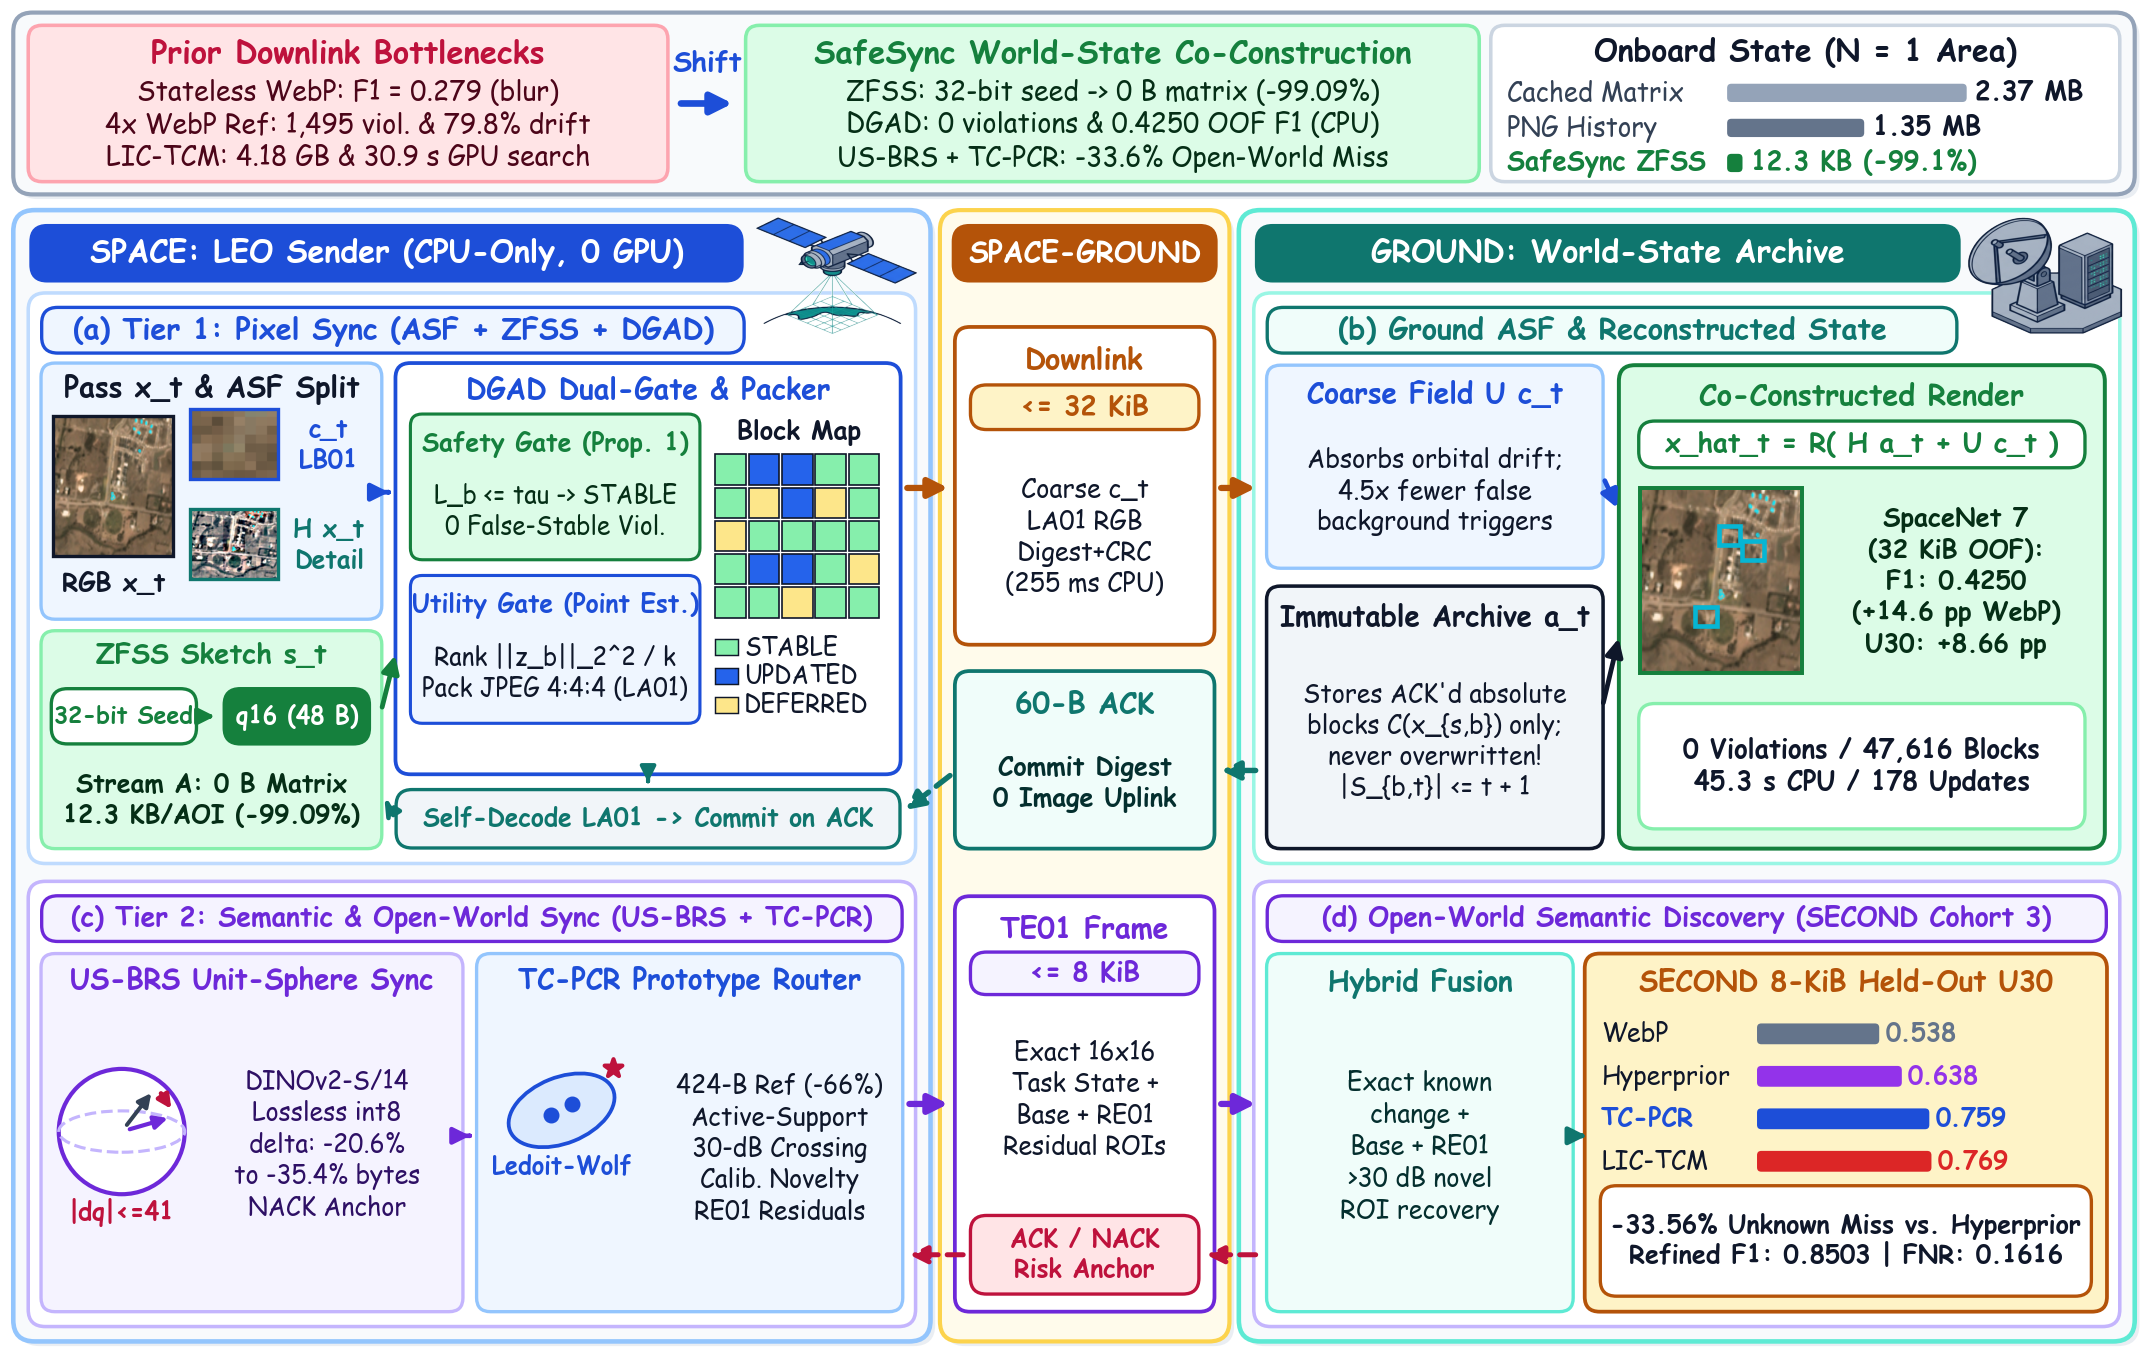 Prior Downlink Bottlenecks
Stateless WebP: F1 = 0.279 (blur)
4x WebP Ref: 1,495 viol. & 79.8% drift
LIC-TCM: 4.18 GB & 30.9 s GPU search
Shift
SafeSync World-State Co-Construction
ZFSS: 32-bit seed -> 0 B matrix (-99.09%)
DGAD: 0 violations & 0.4250 OOF F1 (CPU)
US-BRS + TC-PCR: -33.6% Open-World Miss
Onboard State (N = 1 Area)
Cached Matrix 2.37 MB
PNG History 1.35 MB
SafeSync ZFSS 12.3 KB (-99.1%)
SPACE: LEO Sender (CPU-Only, 0 GPU)
(a) Tier 1: Pixel Sync (ASF + ZFSS + DGAD)
Pass x_t & ASF Split
c_t
LB01
H x_t
Detail
RGB x_t
ZFSS Sketch s_t
32-bit Seed
q16 (48 B)
Stream A: 0 B Matrix
12.3 KB/AOI (-99.09%)
DGAD Dual-Gate & Packer
Safety Gate (Prop. 1)
L_b <= tau -> STABLE
0 False-Stable Viol.
Utility Gate (Point Est.)
Rank ||z_b||_2^2 / k
Pack JPEG 4:4:4 (LA01)
Block Map
STABLE
UPDATED
DEFERRED
Self-Decode LA01 -> Commit on ACK
SPACE-GROUND
Downlink
<= 32 KiB
Coarse c_t
LA01 RGB
Digest+CRC
(255 ms CPU)
60-B ACK
Commit Digest
0 Image Uplink
GROUND: World-State Archive
(b) Ground ASF & Reconstructed State
Coarse Field U c_t
Absorbs orbital drift;
4.5x fewer false
background triggers
Immutable Archive a_t
Stores ACK'd absolute
blocks C(x_{s,b}) only;
never overwritten!
|S_{b,t}| <= t + 1
Co-Constructed Render
x_hat_t = R( H a_t + U c_t )
SpaceNet 7
(32 KiB OOF):
F1: 0.4250
(+14.6 pp WebP)
U30: +8.66 pp
0 Violations / 47,616 Blocks
45.3 s CPU / 178 Updates
(c) Tier 2: Semantic & Open-World Sync (US-BRS + TC-PCR)
US-BRS Unit-Sphere Sync
|dq|<=41
DINOv2-S/14
Lossless int8
delta: -20.6%
to -35.4% bytes
NACK Anchor
TC-PCR Prototype Router
Ledoit-Wolf
424-B Ref (-66%)
Active-Support
30-dB Crossing
Calib. Novelty
RE01 Residuals
TE01 Frame
<= 8 KiB
Exact 16x16
Task State +
Base + RE01
Residual ROIs
ACK / NACK
Risk Anchor
(d) Open-World Semantic Discovery (SECOND Cohort 3)
Hybrid Fusion
Exact known
change +
Base + RE01
>30 dB novel
ROI recovery
SECOND 8-KiB Held-Out U30
WebP 0.538
Hyperprior 0.638
TC-PCR 0.759
LIC-TCM 0.769
-33.56% Unknown Miss vs. Hyperprior
Refined F1: 0.8503 | FNR: 0.1616